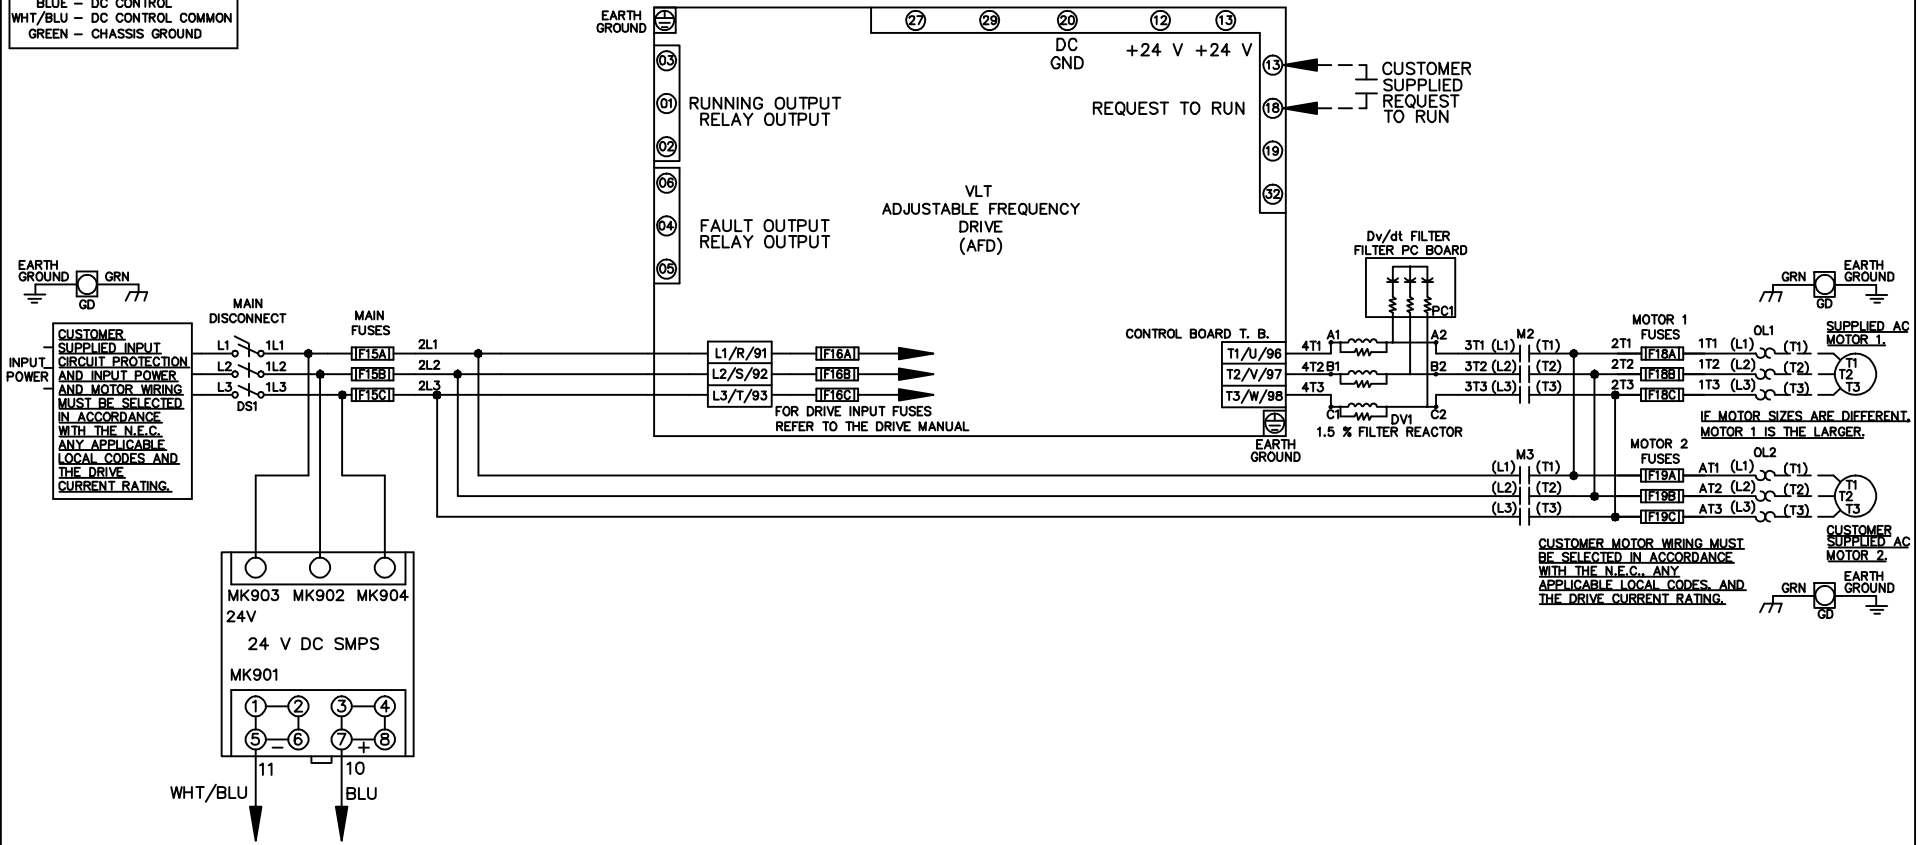 BLUE - DC CONTROL
WHT/BLU - DC CONTROL COMMON
GREEN - CHASSIS GROUND
EARTH
GROUND
27
29
20
12
13
DC
GND
+24 V
+24 V
03
01
02
RUNNING OUTPUT
RELAY OUTPUT
06
04
05
FAULT OUTPUT
RELAY OUTPUT
REQUEST TO RUN
13
18
19
32
CUSTOMER
SUPPLIED
REQUEST
TO RUN
VLT
ADJUSTABLE FREQUENCY
DRIVE
(AFD)
Dv/dt FILTER
FILTER PC BOARD
PC1
EARTH
GROUND
GRN
GD
INPUT
POWER
CUSTOMER
SUPPLIED INPUT
CIRCUIT PROTECTION
AND INPUT POWER
AND MOTOR WIRING
MUST BE SELECTED
IN ACCORDANCE
WITH THE N.E.C.
ANY APPLICABLE
LOCAL CODES AND
THE DRIVE
CURRENT RATING.
MAIN
DISCONNECT
L1
1L1
L2
1L2
L3
1L3
DS1
MAIN
FUSES
F15A
F15B
F15C
2L1
2L2
2L3
L1/R/91
L2/S/92
L3/T/93
F16A
F16B
F16C
FOR DRIVE INPUT FUSES
REFER TO THE DRIVE MANUAL
CONTROL BOARD T. B.
T1/U/96
T2/V/97
T3/W/98
EARTH
GROUND
4T1
4T2
4T3
A1
A2
B1
B2
C1
C2
DV1
1.5 % FILTER REACTOR
3T1 (L1)
3T2 (L2)
3T3 (L3)
M2
(T1)
(T2)
(T3)
MOTOR 1
FUSES
2T1
F18A
1T1 (L1)
2T2
F18B
1T2 (L2)
2T3
F18C
1T3 (L3)
OL1
(T1)
(T2)
(T3)
T1
T2
T3
GRN
GD
EARTH
GROUND
SUPPLIED AC
MOTOR 1.
IF MOTOR SIZES ARE DIFFERENT,
MOTOR 1 IS THE LARGER.
M3
(L1)
(T1)
(L2)
(T2)
(L3)
(T3)
MOTOR 2
FUSES
F19A
AT1 (L1)
F19B
AT2 (L2)
F19C
AT3 (L3)
OL2
(T1)
(T2)
(T3)
T1
T2
T3
CUSTOMER
SUPPLIED AC
MOTOR 2.
CUSTOMER MOTOR WIRING MUST
BE SELECTED IN ACCORDANCE
WITH THE N.E.C., ANY
APPLICABLE LOCAL CODES, AND
THE DRIVE CURRENT RATING.
GRN
GD
EARTH
GROUND
MK903
MK902
MK904
24V
24 V DC SMPS
MK901
1
2
3
4
5
6
7
8
-
+
11
10
WHT/BLU
BLU